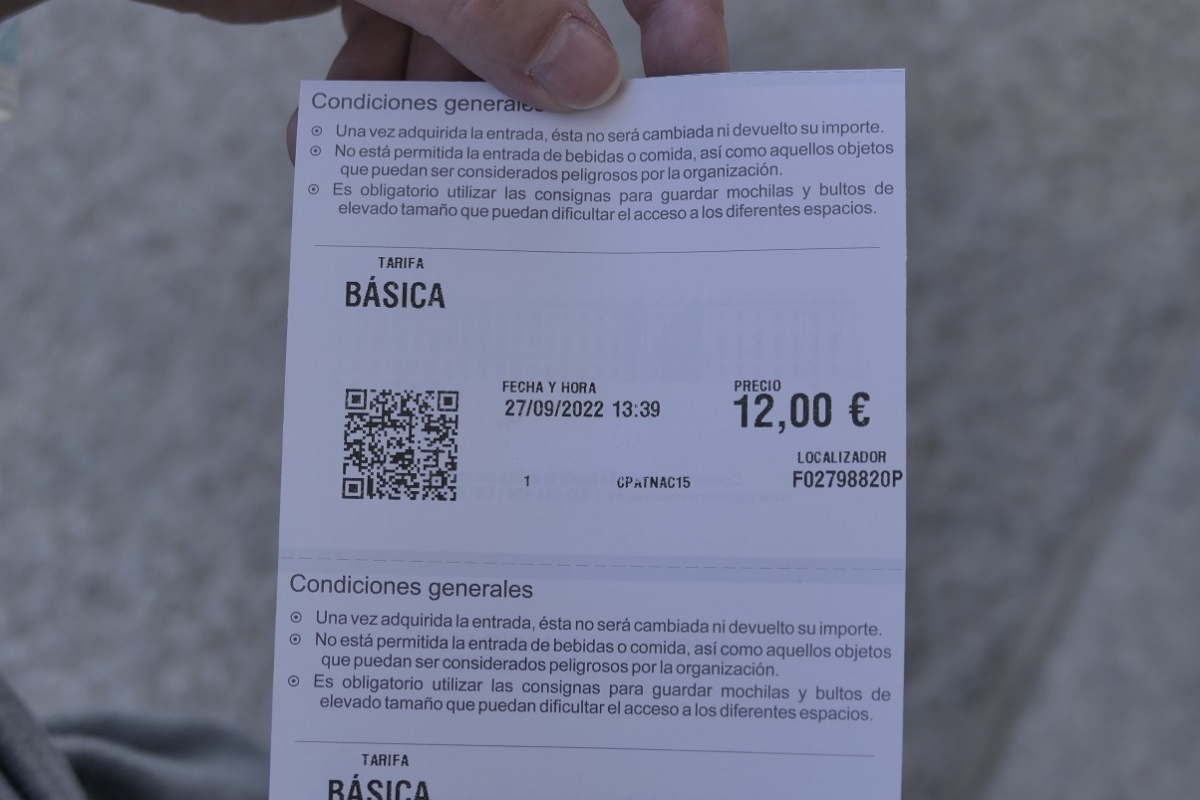 Condiciones generales
Una vez adquirida la entrada, ésta no será cambiada ni devuelto su importe.
No está permitida la entrada de bebidas o comida, así como aquellos objetos
que puedan ser considerados peligrosos por la organización.
Es obligatorio utilizar las consignas para guardar mochilas y bultos de
elevado tamaño que puedan dificultar el acceso a los diferentes espacios.
TARIFA
BÁSICA
FECHA Y HORA
27/09/2022 13:39
PRECIO
12,00 €
LOCALIZADOR
F02798820P
1
CPATNAC15
Condiciones generales
Una vez adquirida la entrada, ésta no será cambiada ni devuelto su importe.
No está permitida la entrada de bebidas o comida, así como aquellos objetos
que puedan ser considerados peligrosos por la organización.
Es obligatorio utilizar las consignas para guardar mochilas y bultos de
elevado tamaño que puedan dificultar el acceso a los diferentes espacios.
TARIFA
BÁSICA